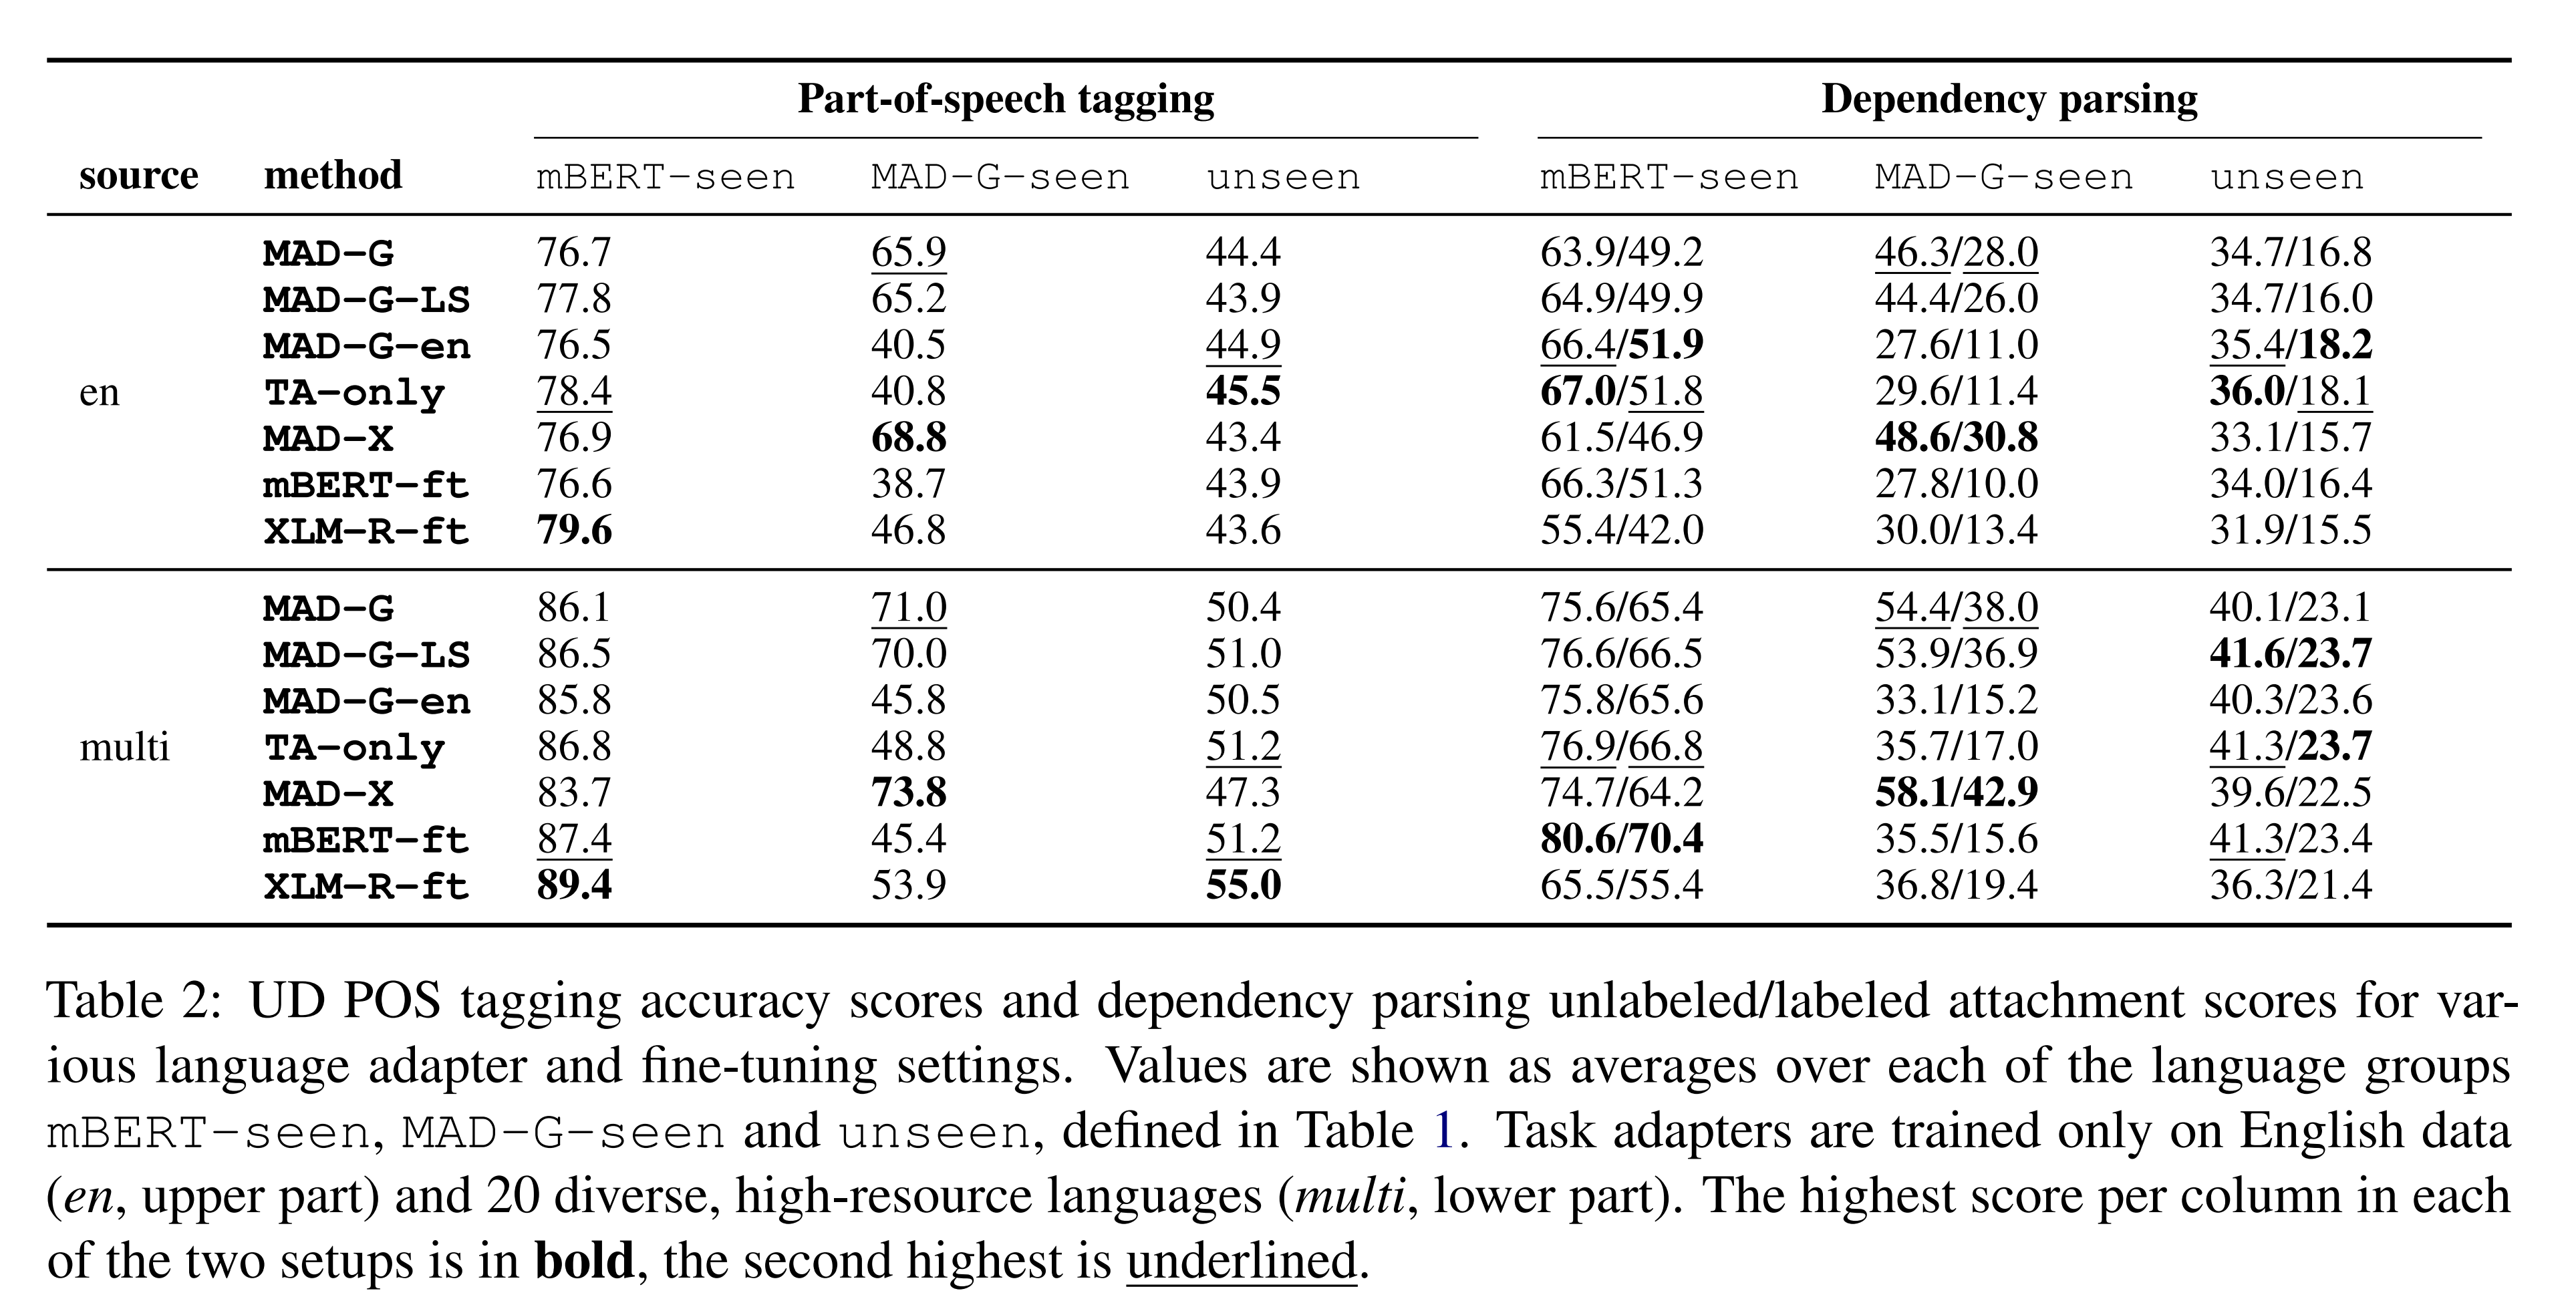 Part-of-speech tagging Dependency parsing
source method mBERT-seen MAD-G-seen unseen mBERT-seen MAD-G-seen unseen
MAD-G 76.7 65.9 44.4 63.9/49.2 46.3/28.0 34.7/16.8
MAD-G-LS 77.8 65.2 43.9 64.9/49.9 44.4/26.0 34.7/16.0
MAD-G-en 76.5 40.5 44.9 66.4/51.9 27.6/11.0 35.4/18.2
en TA-only 78.4 40.8 45.5 67.0/51.8 29.6/11.4 36.0/18.1
MAD-X 76.9 68.8 43.4 61.5/46.9 48.6/30.8 33.1/15.7
mBERT-ft 76.6 38.7 43.9 66.3/51.3 27.8/10.0 34.0/16.4
XLM-R-ft 79.6 46.8 43.6 55.4/42.0 30.0/13.4 31.9/15.5
MAD-G 86.1 71.0 50.4 75.6/65.4 54.4/38.0 40.1/23.1
MAD-G-LS 86.5 70.0 51.0 76.6/66.5 53.9/36.9 41.6/23.7
MAD-G-en 85.8 45.8 50.5 75.8/65.6 33.1/15.2 40.3/23.6
multi TA-only 86.8 48.8 51.2 76.9/66.8 35.7/17.0 41.3/23.7
MAD-X 83.7 73.8 47.3 74.7/64.2 58.1/42.9 39.6/22.5
mBERT-ft 87.4 45.4 51.2 80.6/70.4 35.5/15.6 41.3/23.4
XLM-R-ft 89.4 53.9 55.0 65.5/55.4 36.8/19.4 36.3/21.4
Table 2: UD POS tagging accuracy scores and dependency parsing unlabeled/labeled attachment scores for var-
ious language adapter and fine-tuning settings. Values are shown as averages over each of the language groups
mBERT-seen, MAD-G-seen and unseen, defined in Table 1. Task adapters are trained only on English data
(en, upper part) and 20 diverse, high-resource languages (multi, lower part). The highest score per column in each
of the two setups is in bold, the second highest is underlined.